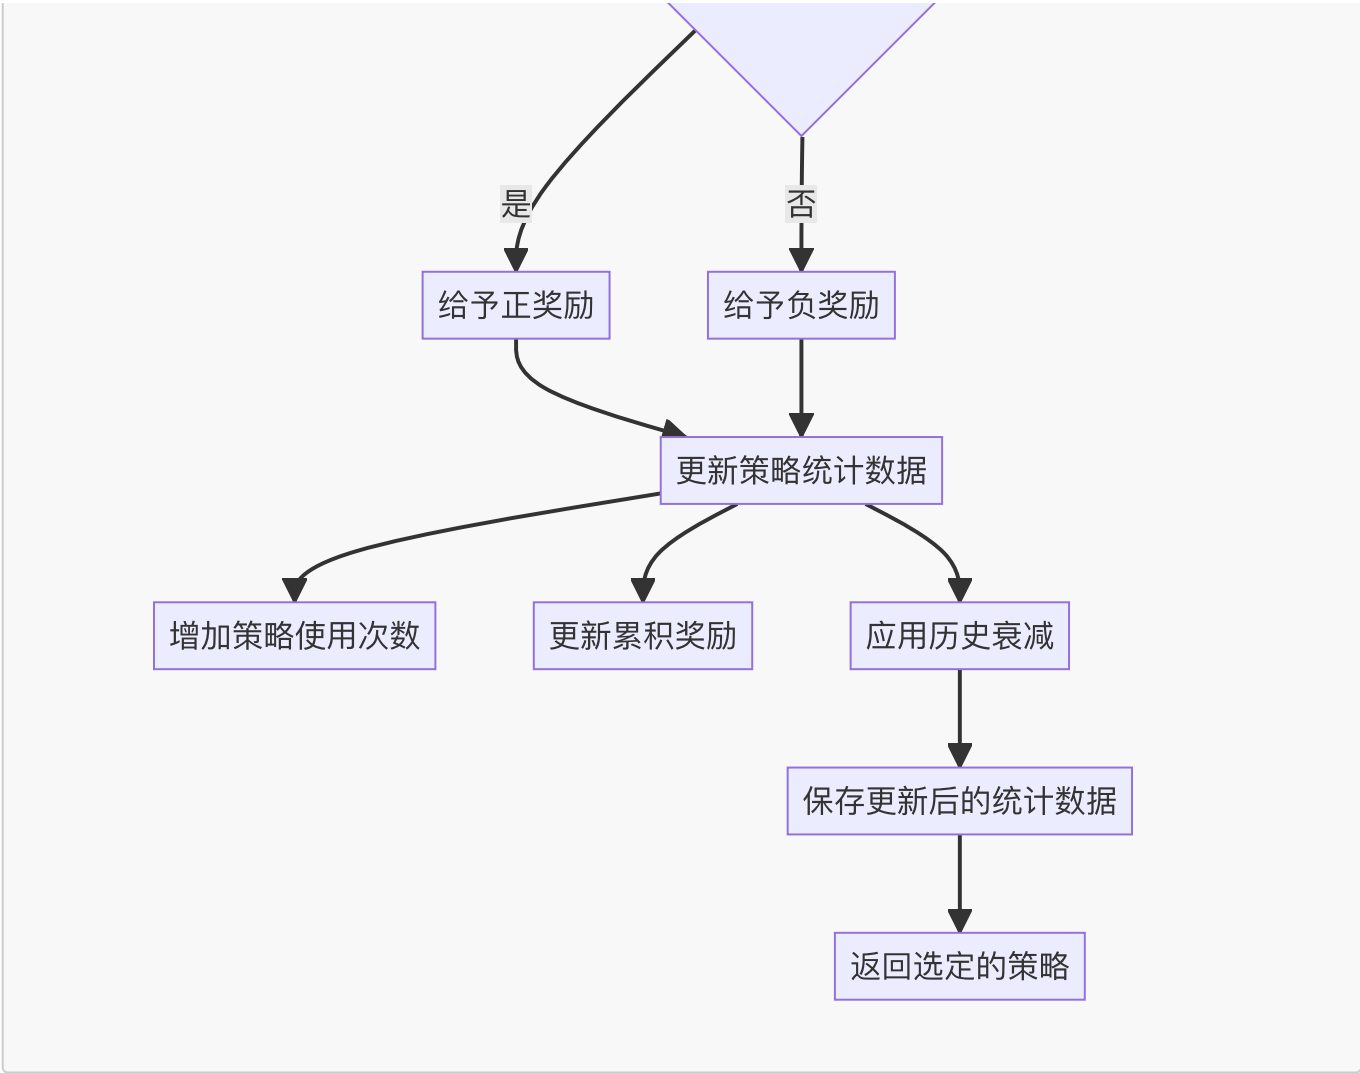 是
否
给予正奖励
给予负奖励
更新策略统计数据
增加策略使用次数
更新累积奖励
应用历史衰减
保存更新后的统计数据
返回选定的策略